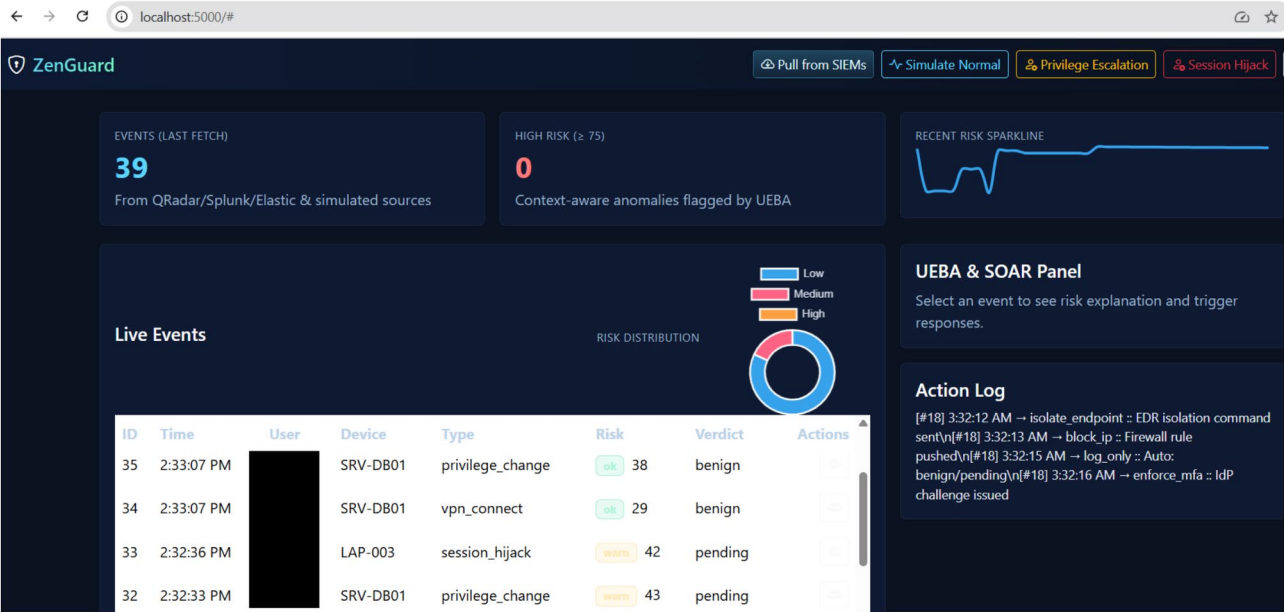 localhost:5000/#
ZenGuard
Pull from SIEMs
Simulate Normal
Privilege Escalation
Session Hijack
EVENTS (LAST FETCH)
39
From QRadar/Splunk/Elastic & simulated sources
HIGH RISK (≥ 75)
0
Context-aware anomalies flagged by UEBA
RECENT RISK SPARKLINE
Live Events
RISK DISTRIBUTION
Low
Medium
High
ID Time User Device Type Risk Verdict Actions
35 2:33:07 PM SRV-DB01 privilege_change ok 38 benign
34 2:33:07 PM SRV-DB01 vpn_connect ok 29 benign
33 2:32:36 PM LAP-003 session_hijack warn 42 pending
32 2:32:33 PM SRV-DB01 privilege_change warn 43 pending
UEBA & SOAR Panel
Select an event to see risk explanation and trigger
responses.
Action Log
[#18] 3:32:12 AM → isolate_endpoint :: EDR isolation command
sent\n[#18] 3:32:13 AM → block_ip :: Firewall rule
pushed\n[#18] 3:32:15 AM → log_only :: Auto:
benign/pending\n[#18] 3:32:16 AM → enforce_mfa :: IdP
challenge issued